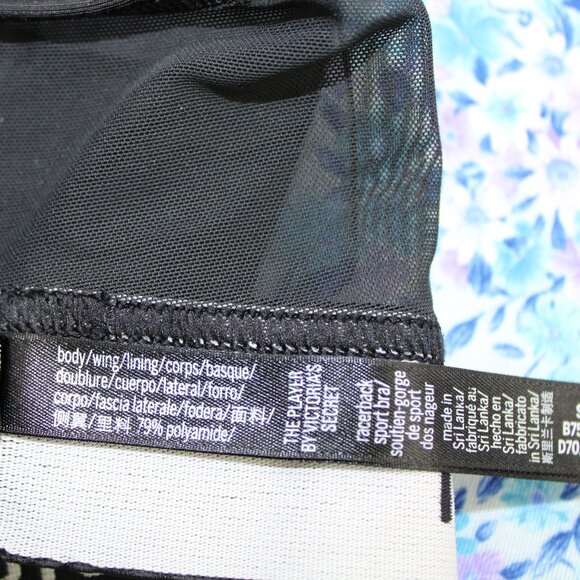 body/wing/lining/corps/basque/
doublure/cuerpo/lateral/forro/
corpo/fascia laterale/fodera/面料/
侧翼/里料 79% polyamide/
THE PLAYER
BY VICTORIA'S
SECRET
racerback
sport bra/
soutien-gorge
de sport
dos nageur
made in
Sri Lanka/
fabriqué au
Sri Lanka/
hecho en
Sri Lanka/
fabbricato in
Sri Lanka/
斯里兰卡制造
B75
D70